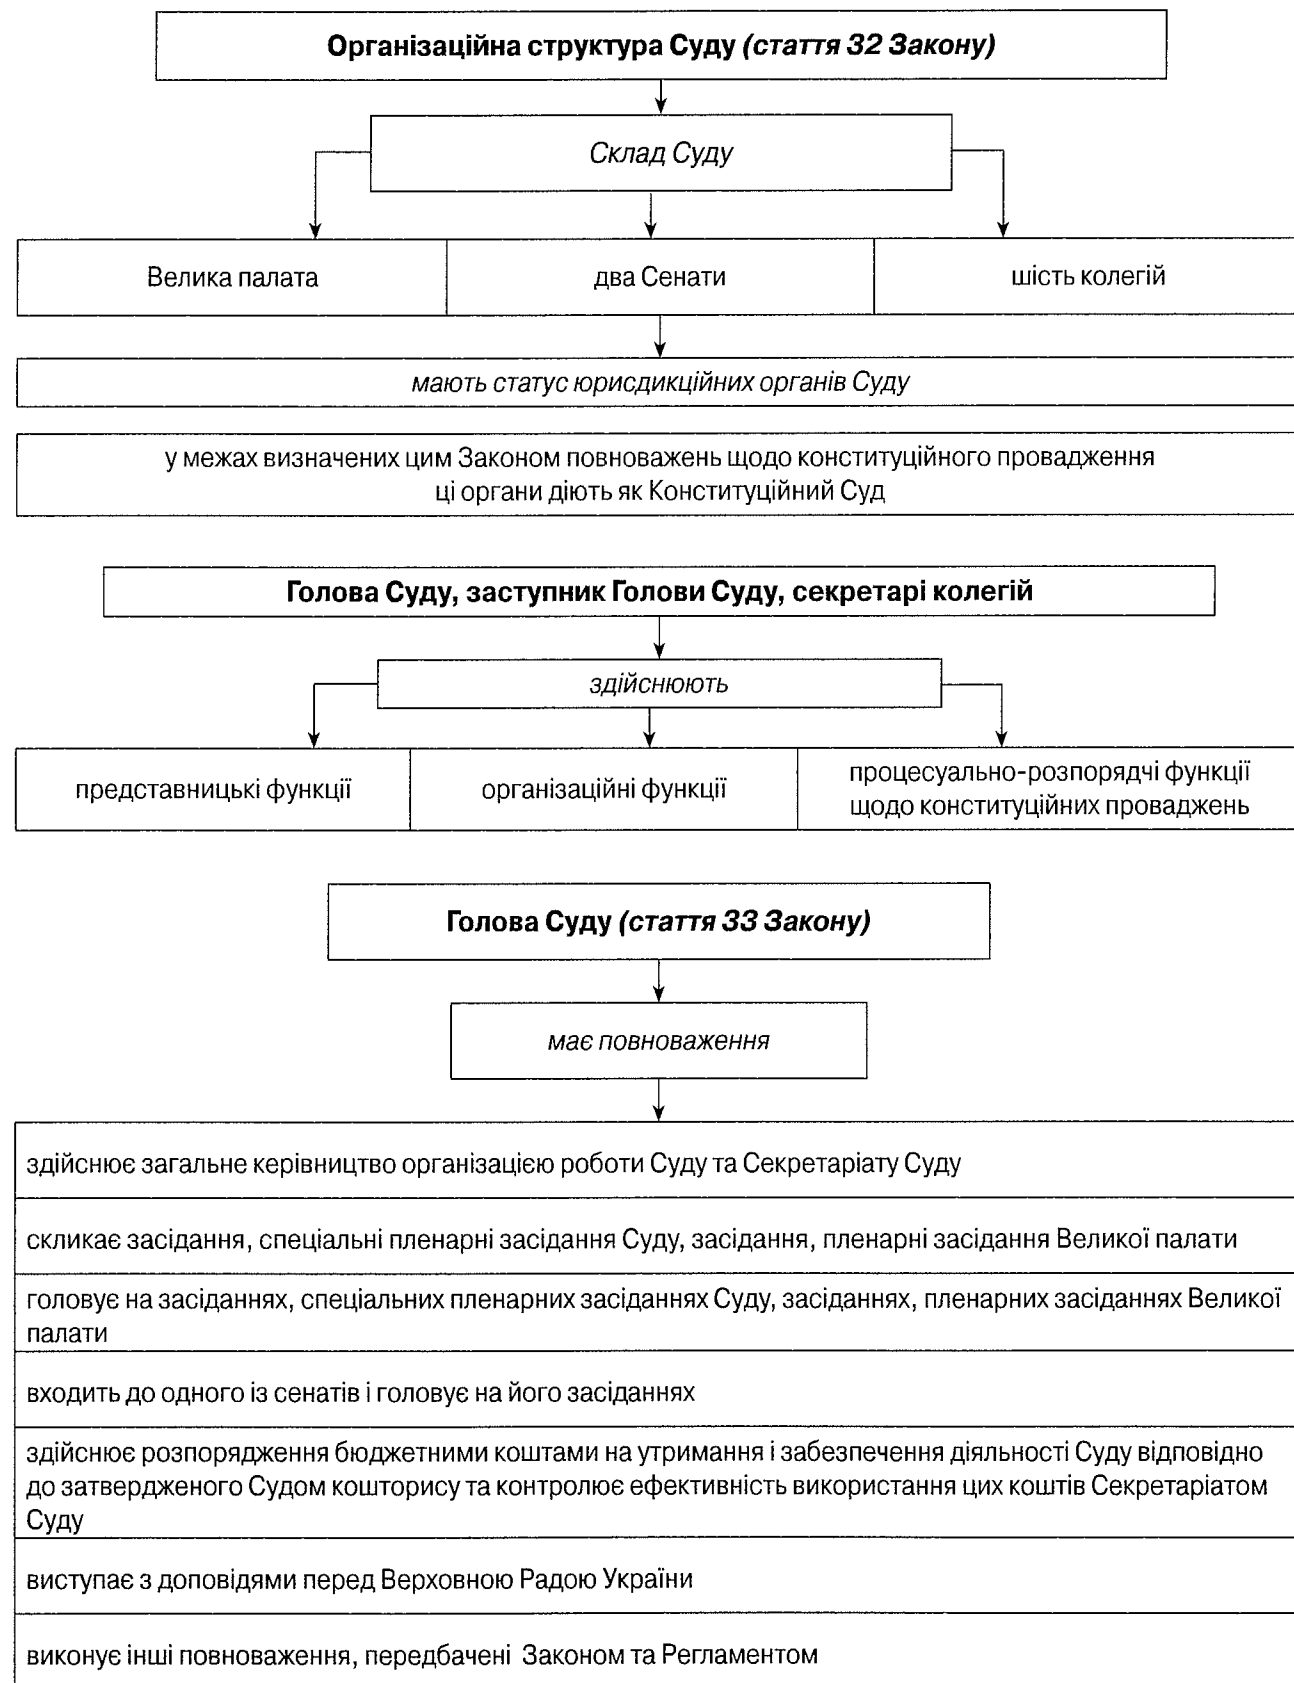 Організаційна структура Суду (стаття 32 Закону)
Склад Суду
Велика палата
два Сенати
шість колегій
мають статус юрисдикційних органів Суду
у межах визначених цим Законом повноважень щодо конституційного провадження
ці органи діють як Конституційний Суд
Голова Суду, заступник Голови Суду, секретарі колегій
здійснюють
представницькі функції
організаційні функції
процесуально-розпорядчі функції
щодо конституційних проваджень
Голова Суду (стаття 33 Закону)
має повноваження
здійснює загальне керівництво організацією роботи Суду та Секретаріату Суду
скликає засідання, спеціальні пленарні засідання Суду, засідання, пленарні засідання Великої палати
головує на засіданнях, спеціальних пленарних засіданнях Суду, засіданнях, пленарних засіданнях Великої
палати
входить до одного із сенатів і головує на його засіданнях
здійснює розпорядження бюджетними коштами на утримання і забезпечення діяльності Суду відповідно
до затвердженого Судом кошторису та контролює ефективність використання цих коштів Секретаріатом
Суду
виступає з доповідями перед Верховною Радою України
виконує інші повноваження, передбачені Законом та Регламентом